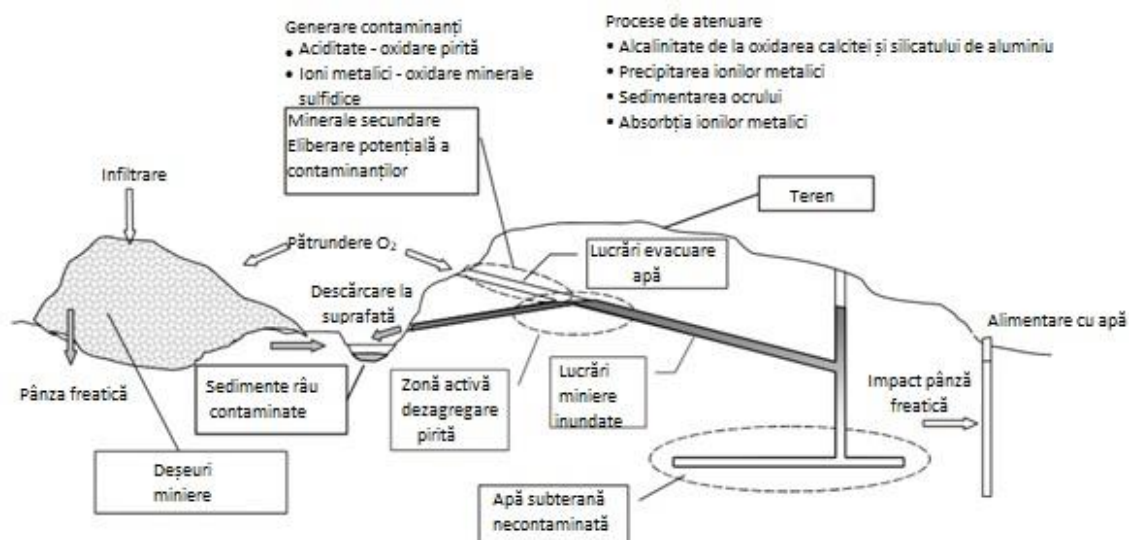 Generare contaminanți
• Aciditate - oxidare pirită
• Ioni metalici - oxidare minerale
sulfidice
Procese de atenuare
• Alcalinitate de la oxidarea calcitei și silicatului de aluminiu
• Precipitarea ionilor metalici
• Sedimentarea ocrului
• Absorbția ionilor metalici
Minerale secundare
Eliberare potențială a
contaminanților
Infiltrare
Teren
Pătrundere O₂
Lucrări evacuare
apă
Descărcare la
suprafată
Alimentare cu apă
Pânza freatică
Sedimente râu
contaminate
Zonă activă
dezagregare
pirită
Lucrări
miniere
inundate
Impact pânză
freatică
Deșeuri
miniere
Apă subterană
necontaminată